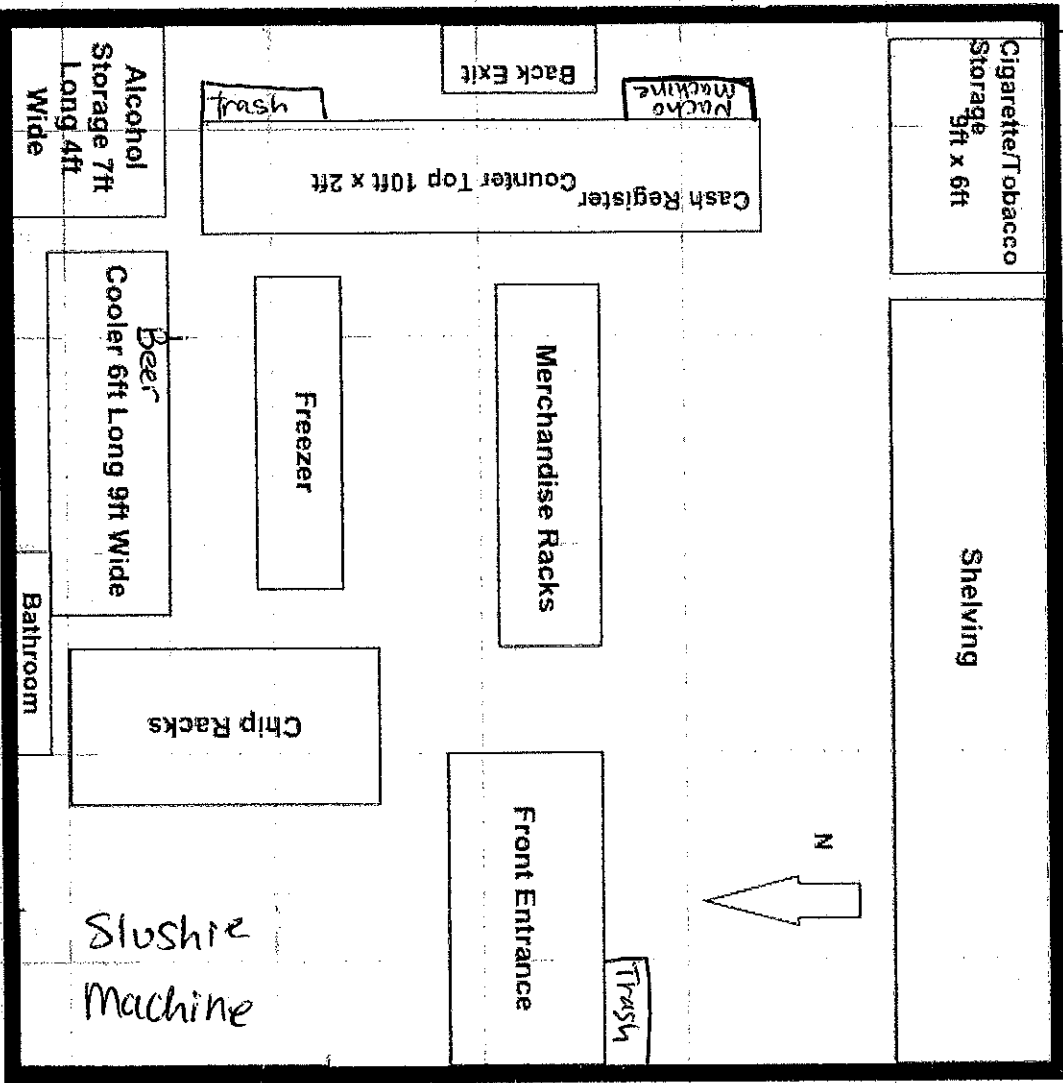 Alcohol
Storage 7ft
Long 4ft
Wide
Trash
Back Exit
Nacho
Machine
Cigarette/Tobacco
Storage
9ft x 6ft
Cash Register
Counter Top 10ft x 2ft
Beer
Cooler 6ft Long 9ft Wide
Freezer
Merchandise Racks
Shelving
Bathroom
Chip Racks
Front Entrance
N
Trash
Slushie
Machine